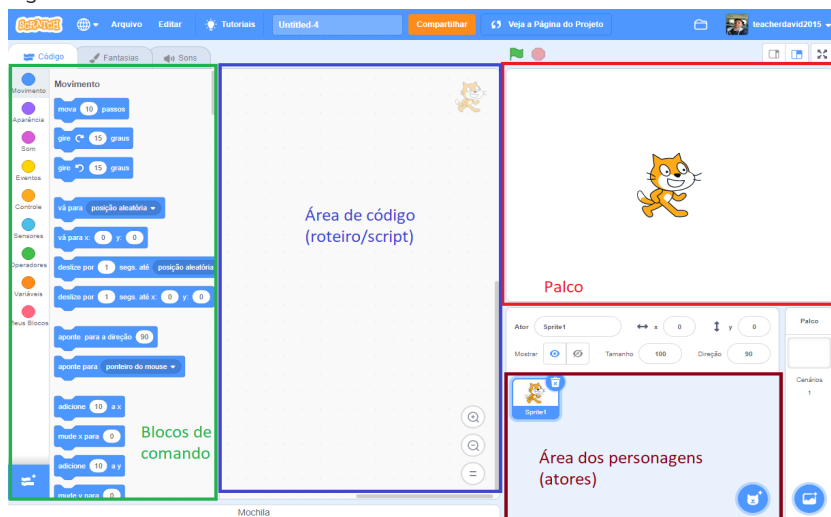 SCRATCH Arquivo Editar Tutoriais Untitled-4 Compartilhar Veja a Página do Projeto teacherdavid2015
Código Fantasias Sons
Movimento
Aparência
Som
Eventos
Controle
Sensores
Operadores
Variáveis
Meus Blocos
Movimento
mova 10 passos
gire 15 graus
gire 15 graus
vá para posição aleatória
vá para x: 0 y: 0
deslize por 1 segs. até posição aleatória
deslize por 1 segs. até x: 0 y: 0
aponte para a direção 90
aponte para ponteiro do mouse
adicione 10 a x
mude x para 0
adicione 10 a y
mude y para 0
Blocos de
comando
Área de código
(roteiro/script)
Mochila
Palco
Ator Sprite1 x 0 y 0
Mostrar Tamanho 100 Direção 90
Sprite1
Área dos personagens
(atores)
Palco
Cenários
1